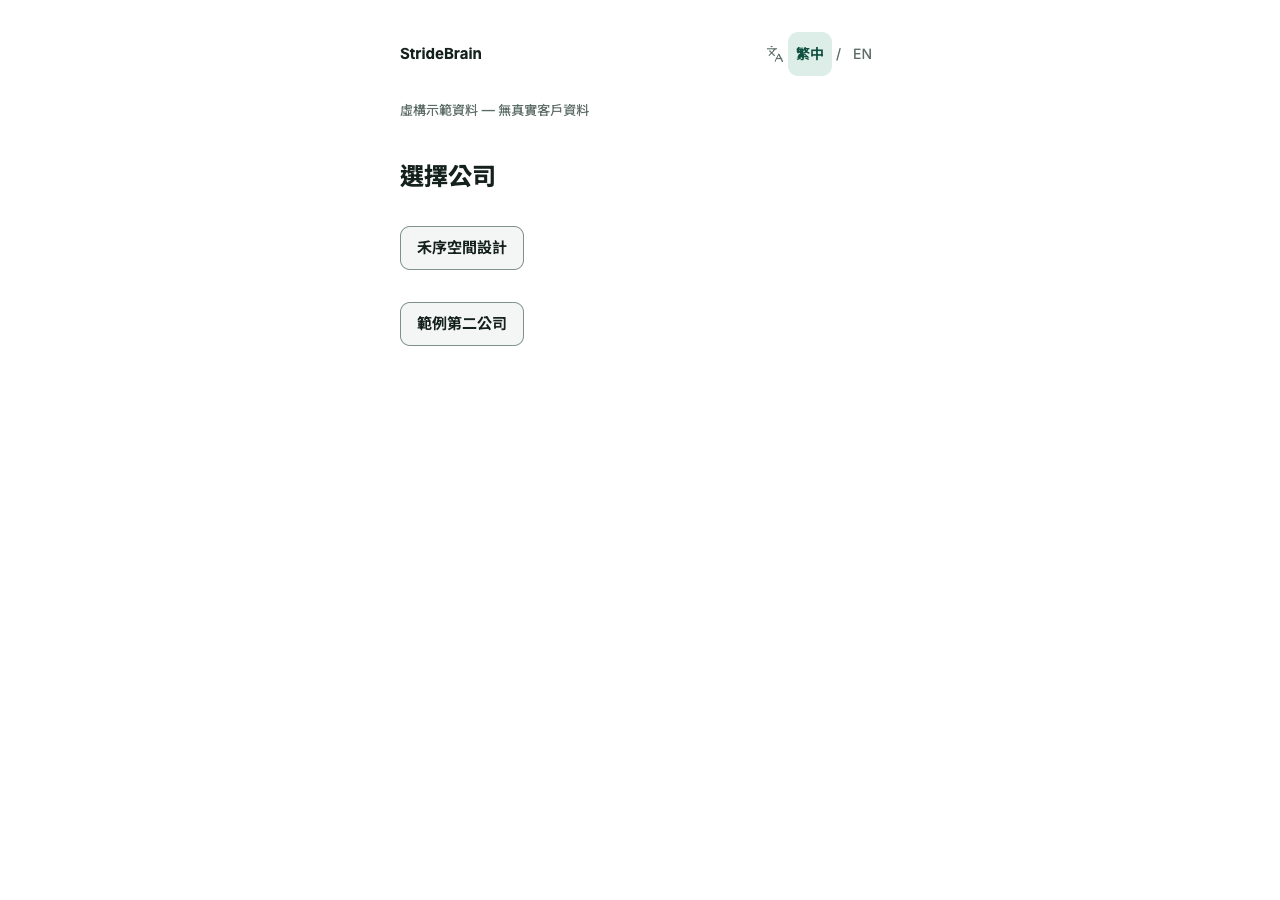 StrideBrain
繁中 / EN
虛構示範資料 — 無真實客戶資料
選擇公司
禾序空間設計
範例第二公司